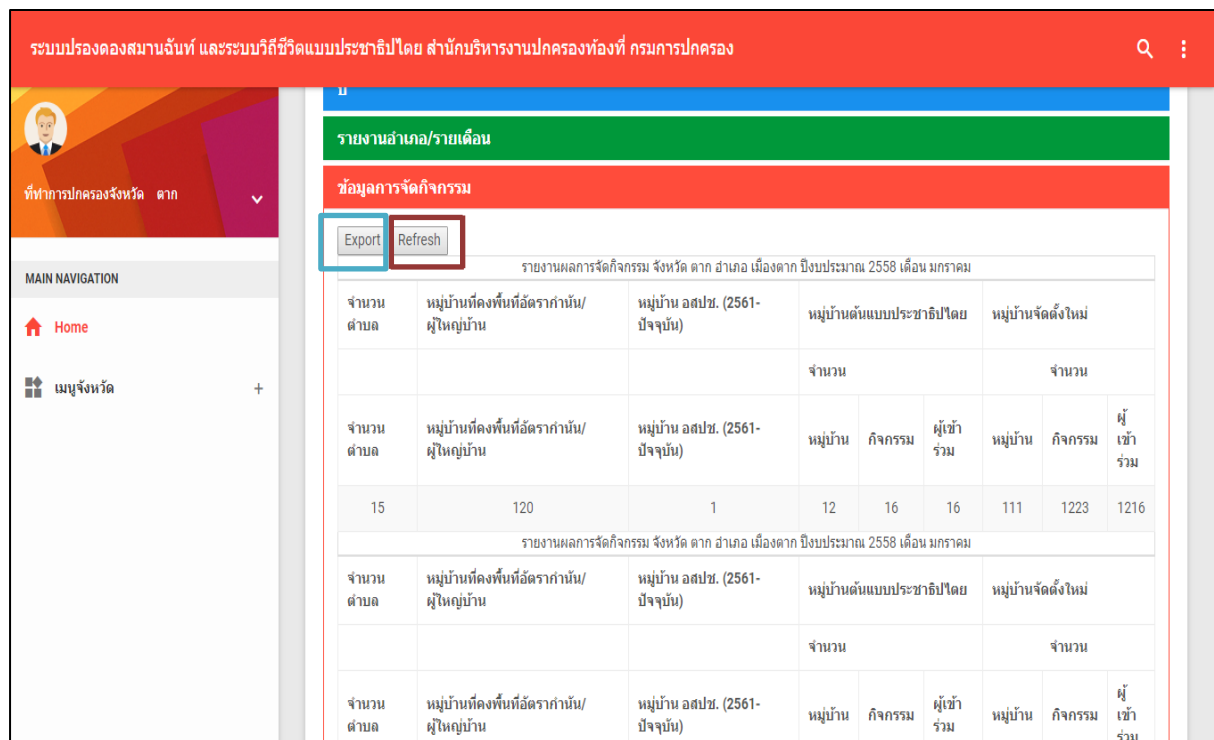 ระบบปรองดองสมานฉันท์ และระบบวิถีชีวิตแบบประชาธิปไตย สำนักบริหารงานปกครองท้องที่ กรมการปกครอง
ที่ทำการปกครองจังหวัด ตาก
MAIN NAVIGATION
Home
เมนูจังหวัด
+
ปี
รายงานอำเภอ/รายเดือน
ข้อมูลการจัดกิจกรรม
Export Refresh
รายงานผลการจัดกิจกรรม จังหวัด ตาก อำเภอ เมืองตาก ปีงบประมาณ 2558 เดือน มกราคม
จำนวน หมู่บ้านที่คงพื้นที่อัตรากำนัน/ หมู่บ้าน อสปช. (2561-
ตำบล ผู้ใหญ่บ้าน ปัจจุบัน) หมู่บ้านต้นแบบประชาธิปไตย หมู่บ้านจัดตั้งใหม่
จำนวน จำนวน
จำนวน หมู่บ้านที่คงพื้นที่อัตรากำนัน/ หมู่บ้าน อสปช. (2561- ผู้เข้า ผู้
ตำบล ผู้ใหญ่บ้าน ปัจจุบัน) หมู่บ้าน กิจกรรม ร่วม หมู่บ้าน กิจกรรม เข้า
ร่วม
15 120 1 12 16 16 111 1223 1216
รายงานผลการจัดกิจกรรม จังหวัด ตาก อำเภอ เมืองตาก ปีงบประมาณ 2558 เดือน มกราคม
จำนวน หมู่บ้านที่คงพื้นที่อัตรากำนัน/ หมู่บ้าน อสปช. (2561-
ตำบล ผู้ใหญ่บ้าน ปัจจุบัน) หมู่บ้านต้นแบบประชาธิปไตย หมู่บ้านจัดตั้งใหม่
จำนวน จำนวน
จำนวน หมู่บ้านที่คงพื้นที่อัตรากำนัน/ หมู่บ้าน อสปช. (2561- ผู้เข้า ผู้
ตำบล ผู้ใหญ่บ้าน ปัจจุบัน) หมู่บ้าน กิจกรรม ร่วม หมู่บ้าน กิจกรรม เข้า
ร่วม